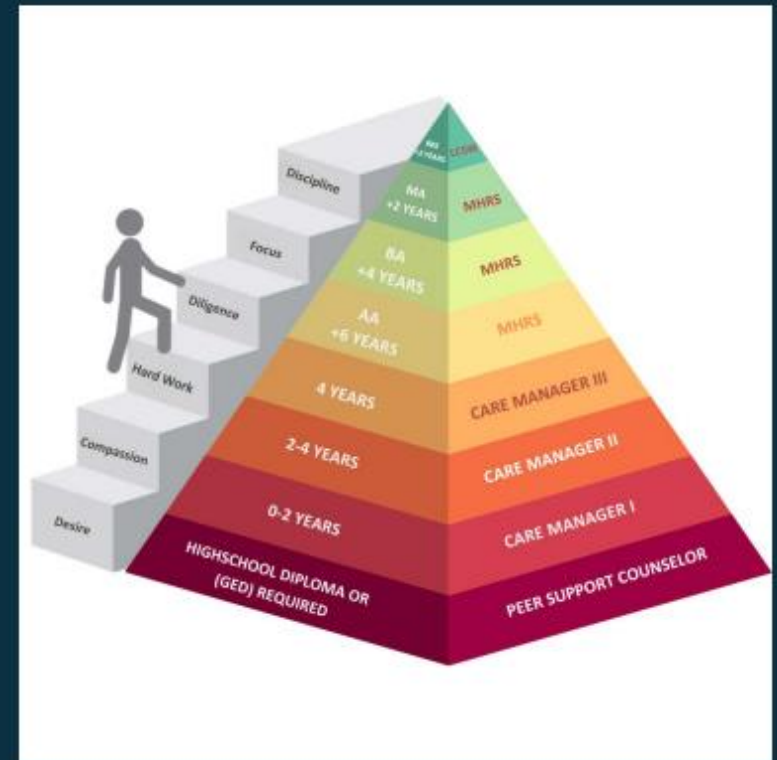 Discipline
Focus
Diligence
Hard Work
Compassion
Desire
YEARS
MA
+2 YEARS
MHRS
BA
+4 YEARS
MHRS
AA
+6 YEARS
MHRS
4 YEARS
CARE MANAGER III
2-4 YEARS
CARE MANAGER II
0-2 YEARS
CARE MANAGER I
HIGHSCHOOL DIPLOMA OR
(GED) REQUIRED
PEER SUPPORT COUNSELOR